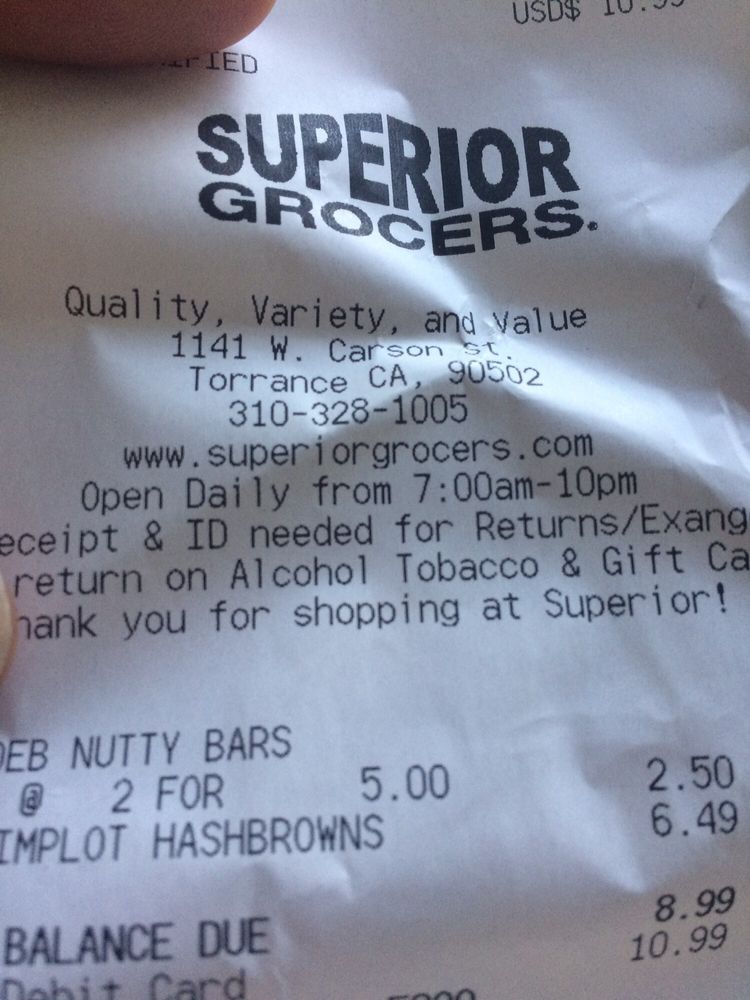 USD$
SUPERIOR
GROCERS.
Quality, Variety, and Value
1141 W. Carson st.
Torrance CA, 90502
310-328-1005
www.superiorgrocers.com
Open Daily from 7:00am-10pm
eceipt & ID needed for Returns/Exang
return on Alcohol Tobacco & Gift Ca
hank you for shopping at Superior!
DEB NUTTY BARS
@ 2 FOR 5.00 2.50
IMPLOT HASHBROWNS 6.49
8.99
BALANCE DUE 10.99
Debit Card